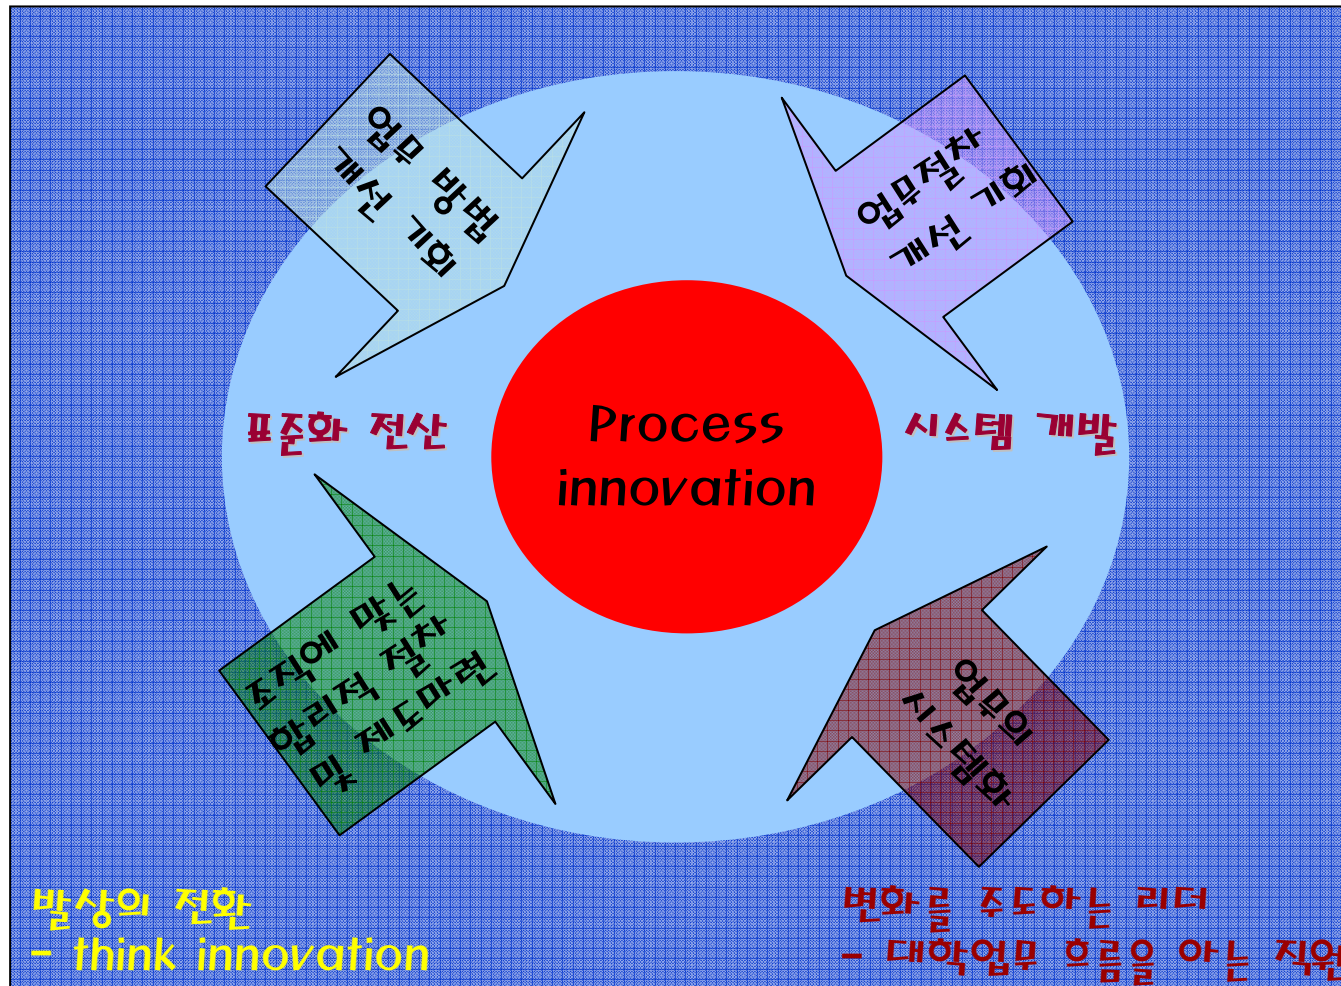 업무 방법
개선 기회
업무절차
개선 기회
표준화 전산
Process
innovation
시스템 개발
조직에 맞는
합리적 절차
및 제도마련
업무의
시스템화
발상의 전환
- think innovation
변화를 주도하는 리더
- 대학업무 흐름을 아는 직원